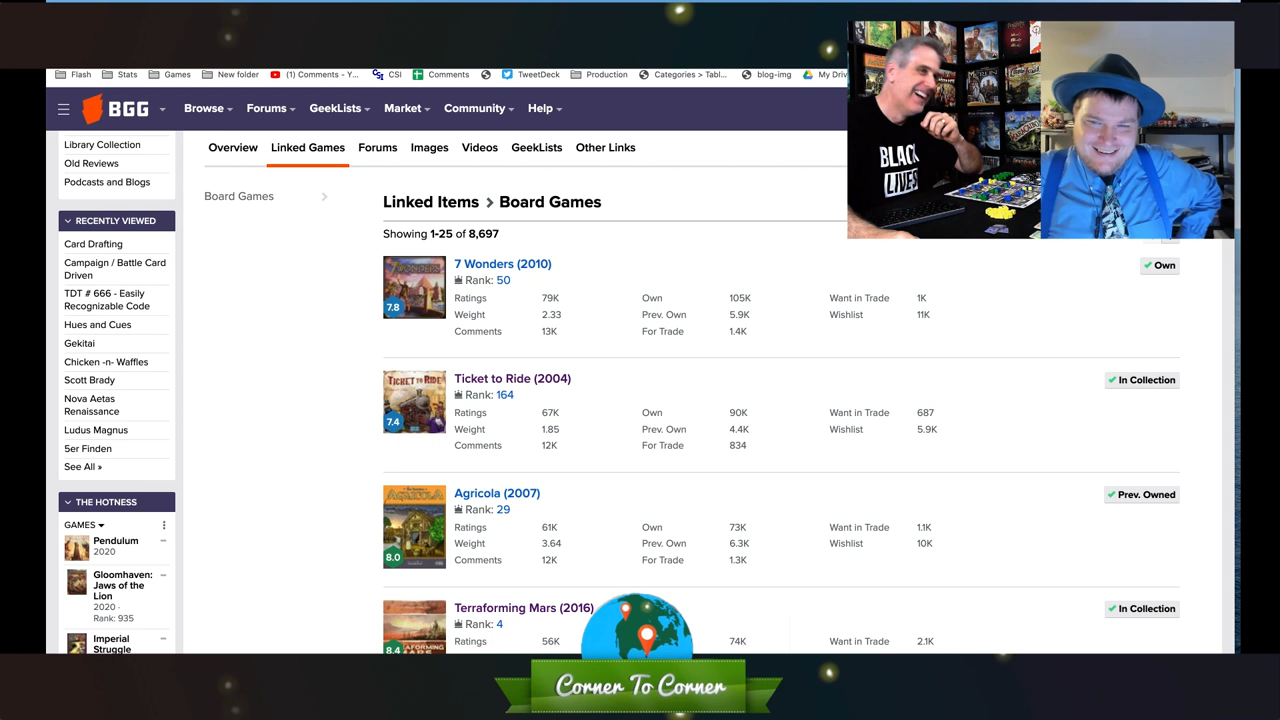 Flash Stats Games New folder (1) Comments - Y... CSI Comments TweetDeck Production Categories > Tabl... blog-img My Driv
BGG Browse Forums GeekLists Market Community Help
Library Collection
Old Reviews
Podcasts and Blogs
RECENTLY VIEWED
Card Drafting
Campaign / Battle Card
Driven
TDT # 666 - Easily
Recognizable Code
Hues and Cues
Gekitai
Chicken -n- Waffles
Scott Brady
Nova Aetas
Renaissance
Ludus Magnus
5er Finden
See All »
THE HOTNESS
GAMES
Pendulum
2020
Gloomhaven:
Jaws of the
Lion
2020 ·
Rank: 935
Imperial
Struggle
Overview Linked Games Forums Images Videos GeekLists Other Links
Board Games
Linked Items > Board Games
Showing 1-25 of 8,697
7 Wonders (2010)
Own
Rank: 50
7.8
Ratings 79K Own 105K Want in Trade 1K
Weight 2.33 Prev. Own 5.9K Wishlist 11K
Comments 13K For Trade 1.4K
Ticket to Ride (2004)
In Collection
Rank: 164
TICKET TO RIDE
7.4
Ratings 67K Own 90K Want in Trade 687
Weight 1.85 Prev. Own 4.4K Wishlist 5.9K
Comments 12K For Trade 834
Agricola (2007)
Prev. Owned
Rank: 29
AGRICOLA
8.0
Ratings 61K Own 73K Want in Trade 1.1K
Weight 3.64 Prev. Own 6.3K Wishlist 10K
Comments 12K For Trade 1.3K
Terraforming Mars (2016)
In Collection
Rank: 4
8.4
Ratings 56K 74K Want in Trade 2.1K
BLACK
LIVES
Corner To Corner